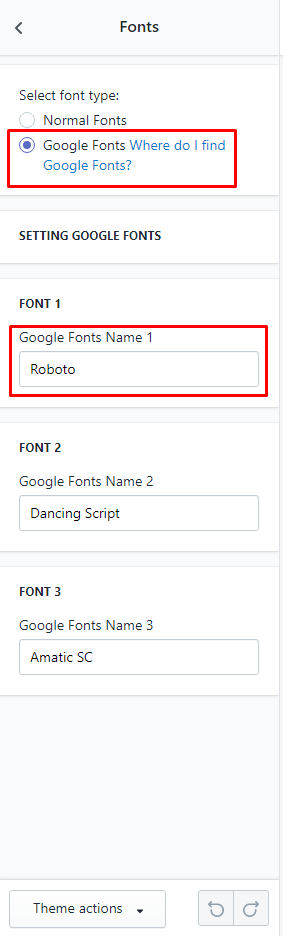 Fonts
Select font type:
Normal Fonts
Google Fonts Where do I find
Google Fonts?
SETTING GOOGLE FONTS
FONT 1
Google Fonts Name 1
Roboto
FONT 2
Google Fonts Name 2
Dancing Script
FONT 3
Google Fonts Name 3
Amatic SC
Theme actions